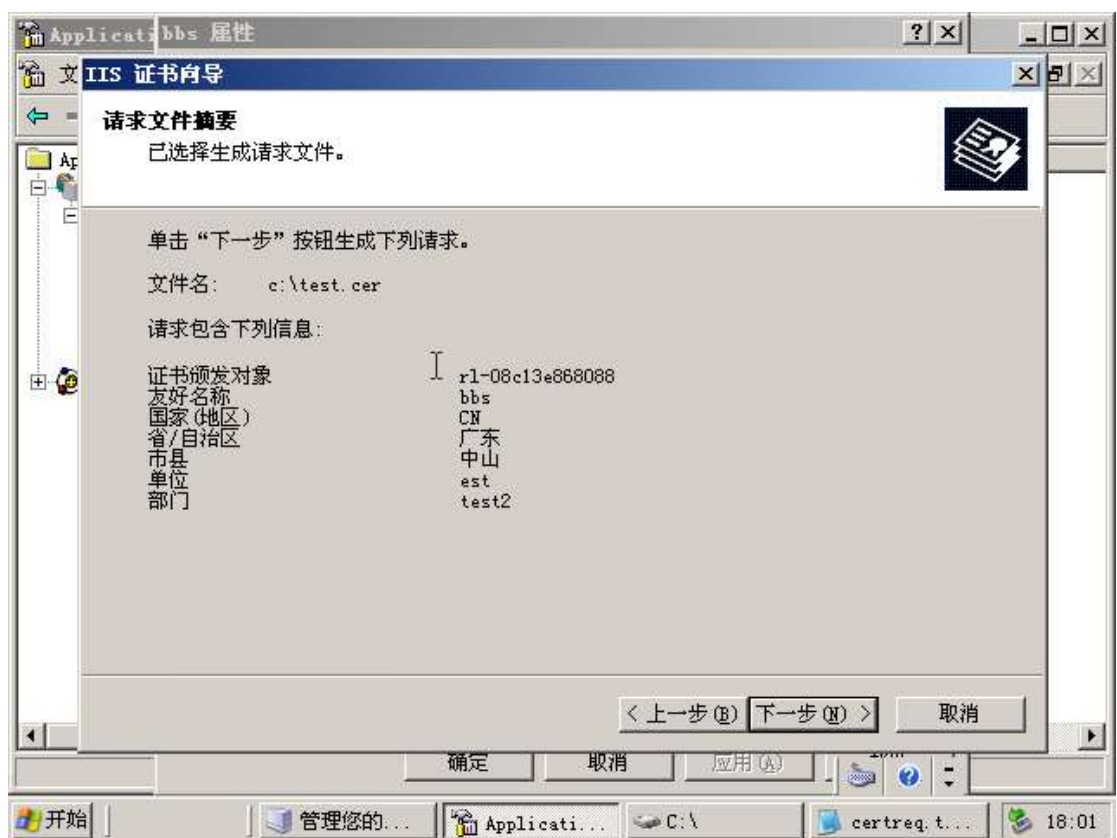 Applicati
bbs 属性
文
IIS 证书向导
请求文件摘要
已选择生成请求文件。
Ap
单击“下一步”按钮生成下列请求。
文件名: c:\test.cer
请求包含下列信息:
证书颁发对象 rl-08c13e868088
友好名称 bbs
国家(地区) CN
省/自治区 广东
市县 中山
单位 est
部门 test2
< 上一步(B) 下一步(N) > 取消
确定 取消 应用(A)
开始 管理您的... Applicati... C:\ certreq.t... 18:01